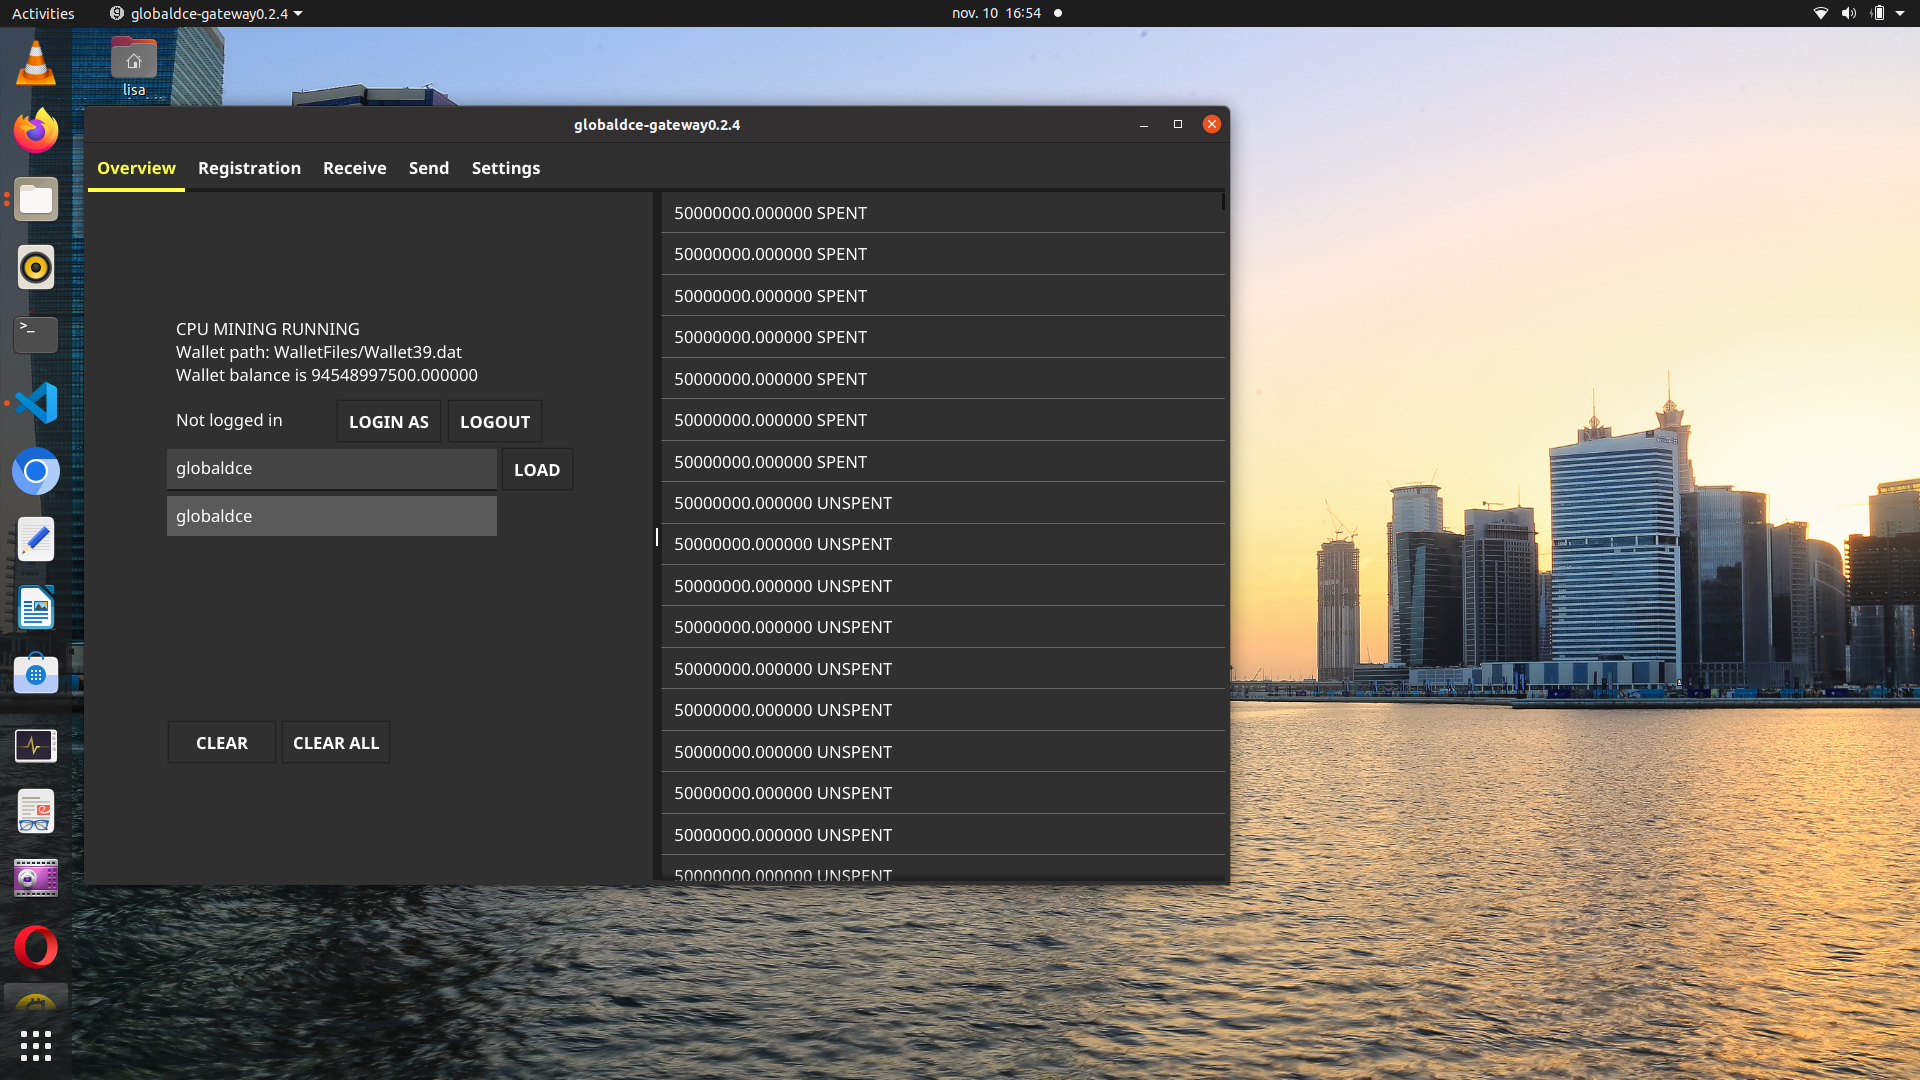 Activities globaldce-gateway0.2.4 nov. 10 16:54
lisa
globaldce-gateway0.2.4
Overview Registration Receive Send Settings
CPU MINING RUNNING
Wallet path: WalletFiles/Wallet39.dat
Wallet balance is 94548997500.000000
Not logged in LOGIN AS LOGOUT
globaldce LOAD
globaldce
CLEAR CLEAR ALL
50000000.000000 SPENT
50000000.000000 SPENT
50000000.000000 SPENT
50000000.000000 SPENT
50000000.000000 SPENT
50000000.000000 SPENT
50000000.000000 SPENT
50000000.000000 UNSPENT
50000000.000000 UNSPENT
50000000.000000 UNSPENT
50000000.000000 UNSPENT
50000000.000000 UNSPENT
50000000.000000 UNSPENT
50000000.000000 UNSPENT
50000000.000000 UNSPENT
50000000.000000 UNSPENT
50000000.000000 UNSPENT